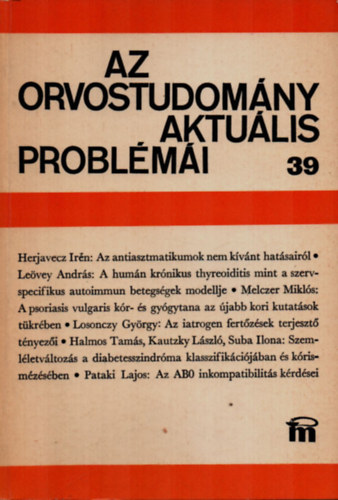 AZ
ORVOSTUDOMÁNY
AKTUÁLIS
PROBLÉMÁI 39
Herjavecz Irén: Az antiasztmatikumok nem kívánt hatásairól •
Leövey András: A humán krónikus thyreoiditis mint a szerv-
specifikus autoimmun betegségek modellje • Melczer Miklós:
A psoriasis vulgaris kór- és gyógytana az újabb kori kutatások
tükrében • Losonczy György: Az iatrogen fertőzések terjesztő
tényezői • Halmos Tamás, Kautzky László, Suba Ilona: Szem-
léletváltozás a diabetesszindróma klasszifikációjában és kóris-
mézésében • Pataki Lajos: Az AB0 inkompatibilitás kérdései
m